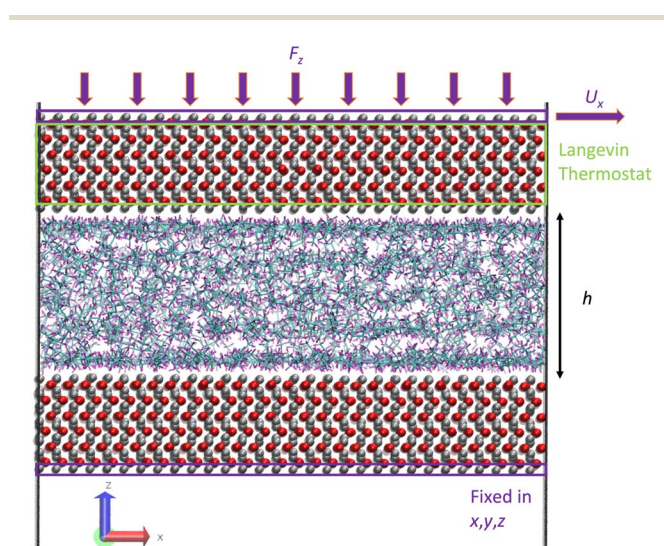 F_z
U_x
Langevin
Thermostat
h
Fixed in
x,y,z
z
x